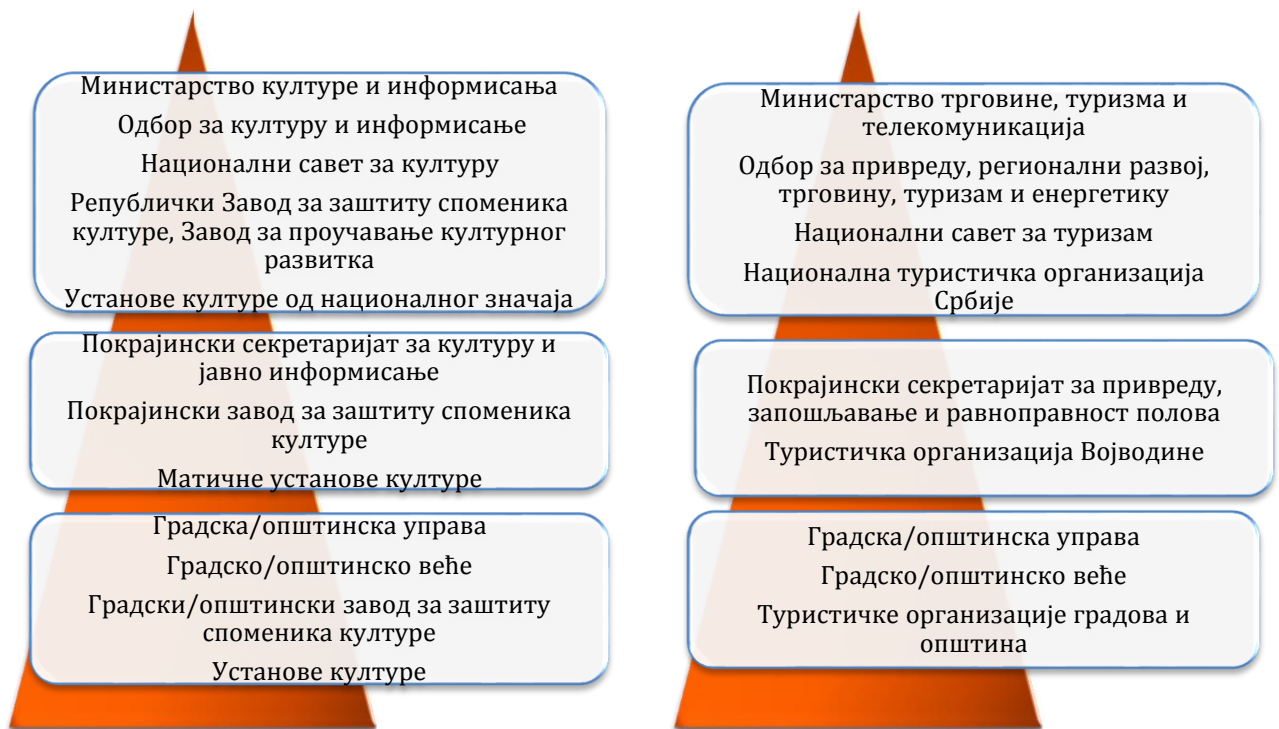 Министарство културе и информисања
Одбор за културу и информисање
Национални савет за културу
Републички Завод за заштиту споменика
културе, Завод за проучавање културног
развитка
Установе културе од националног значаја
Покрајински секретаријат за културу и
јавно информисање
Покрајински завод за заштиту споменика
културе
Матичне установе културе
Градска/општинска управа
Градско/општинско веће
Градски/општински завод за заштиту
споменика културе
Установе културе
Министарство трговине, туризма и
телекомуникација
Одбор за привреду, регионални развој,
трговину, туризам и енергетику
Национални савет за туризам
Национална туристичка организација
Србије
Покрајински секретаријат за привреду,
запошљавање и равноправност полова
Туристичка организација Војводине
Градска/општинска управа
Градско/општинско веће
Туристичке организације градова и
општина